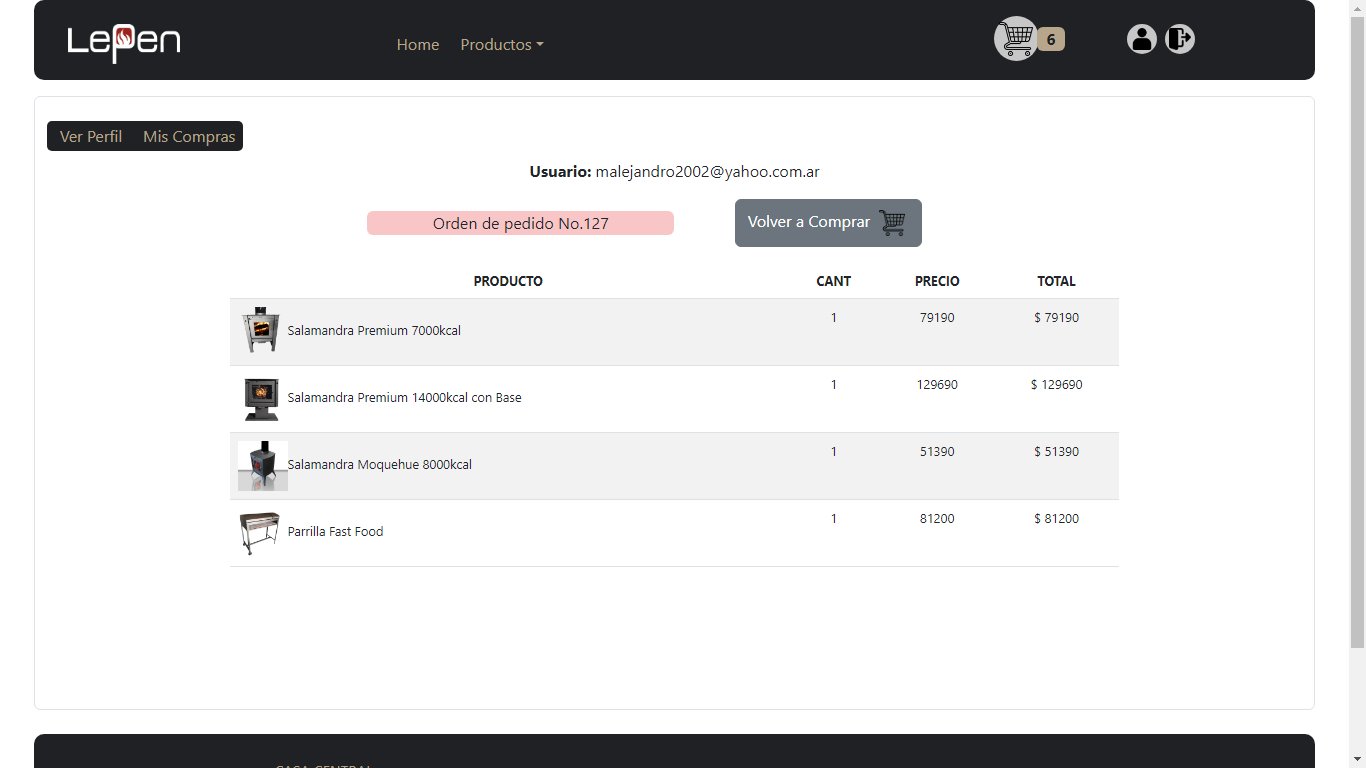 Lepen
Home Productos
6
Ver Perfil Mis Compras
Usuario: malejandro2002@yahoo.com.ar
Orden de pedido No.127
Volver a Comprar
PRODUCTO CANT PRECIO TOTAL
Salamandra Premium 7000kcal 1 79190 $ 79190
Salamandra Premium 14000kcal con Base 1 129690 $ 129690
Salamandra Moquehue 8000kcal 1 51390 $ 51390
Parrilla Fast Food 1 81200 $ 81200
CASA CENTRAL